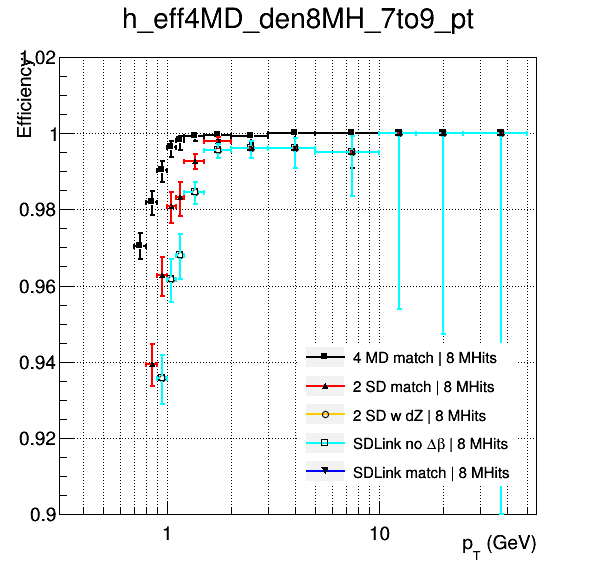 h_eff4MD_den8MH_7to9_pt
Efficiency
1.02
1
0.98
0.96
0.94
0.92
0.9
4 MD match | 8 MHits
2 SD match | 8 MHits
2 SD w dZ | 8 MHits
SDLink no Δβ | 8 MHits
SDLink match | 8 MHits
1
10
p_T (GeV)